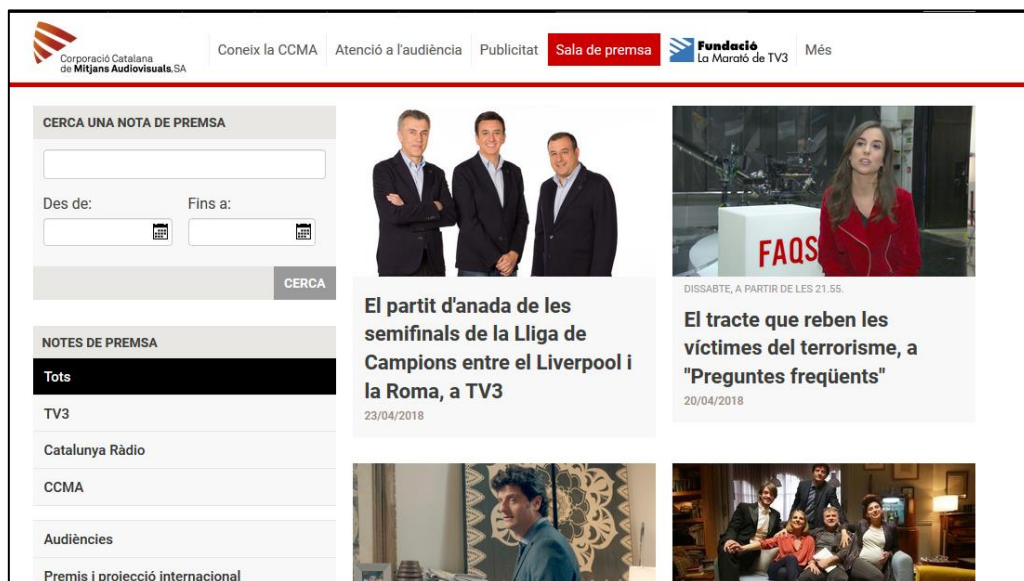 Corporació Catalana
de Mitjans Audiovisuals, SA
Coneix la CCMA
Atenció a l'audiència
Publicitat
Sala de premsa
Fundació
La Marató de TV3
Més
CERCA UNA NOTA DE PREMSA
Des de:
Fins a:
CERCA
NOTES DE PREMSA
Tots
TV3
Catalunya Ràdio
CCMA
Audiències
Premis i projecció internacional
El partit d'anada de les
semifinals de la Lliga de
Campions entre el Liverpool i
la Roma, a TV3
23/04/2018
FAQS
DISSABTE, A PARTIR DE LES 21.55.
El tracte que reben les
víctimes del terrorisme, a
"Preguntes freqüents"
20/04/2018